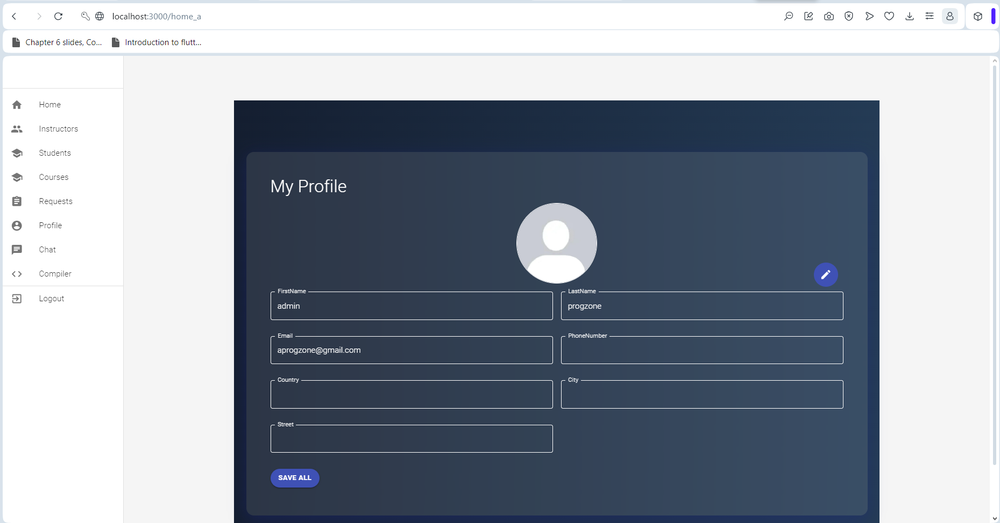 localhost:3000/home_a
Chapter 6 slides, Co... Introduction to flutt...
Home
Instructors
Students
Courses
Requests
Profile
Chat
Compiler
Logout
My Profile
FirstName LastName
admin progzone
Email PhoneNumber
aprogzone@gmail.com
Country City
Street
SAVE ALL